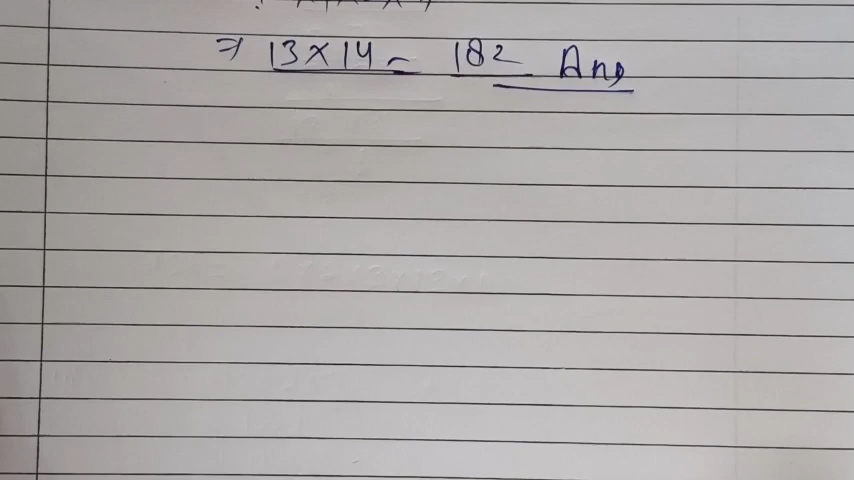 ⇒ 13×14 = 182 Ans